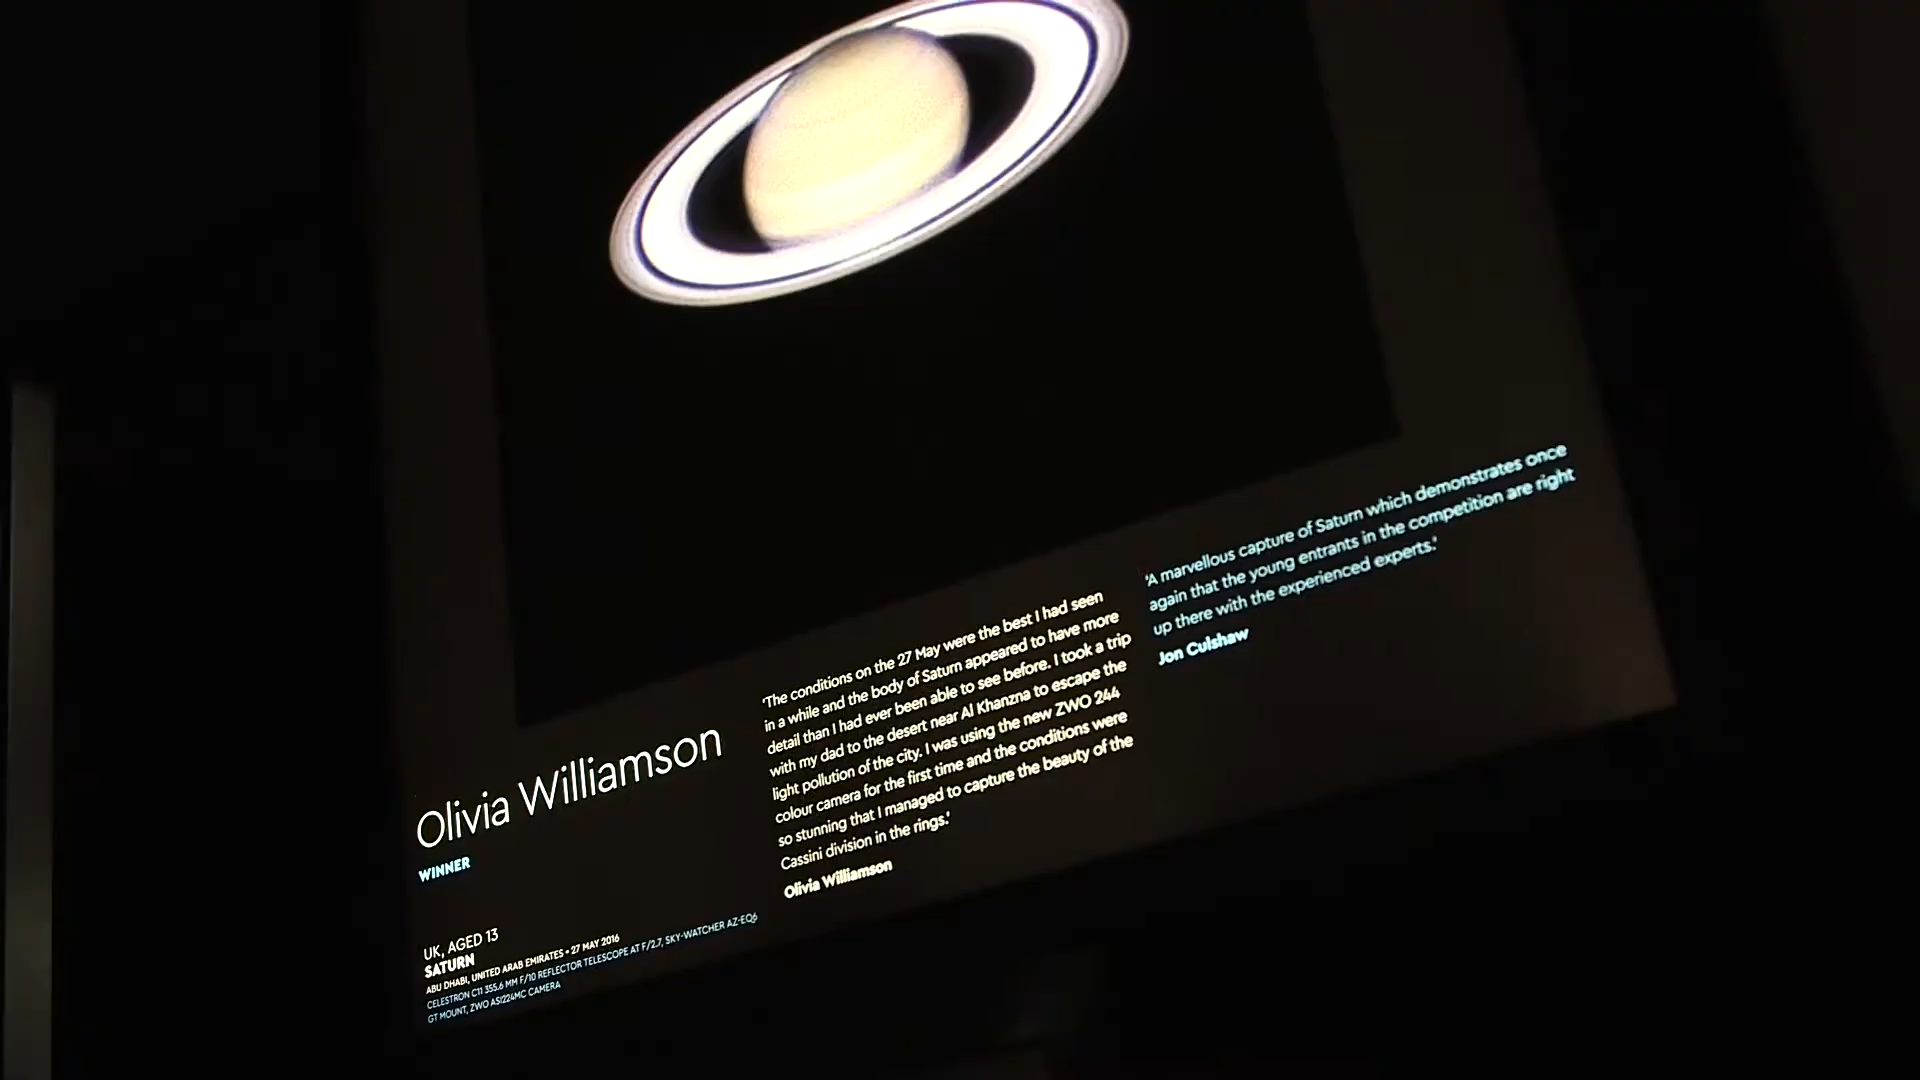 Olivia Williamson
WINNER
UK, AGED 13
SATURN
ABU DHABI, UNITED ARAB EMIRATES • 27 MAY 2016
CELESTRON C11 355.6 MM F/10 REFLECTOR TELESCOPE AT F/2.7, SKY-WATCHER AZ-EQ6
GT MOUNT, ZWO ASI224MC CAMERA
'The conditions on the 27 May were the best I had seen
in a while and the body of Saturn appeared to have more
detail than I had ever been able to see before. I took a trip
with my dad to the desert near Al Khanzna to escape the
light pollution of the city. I was using the new ZWO 244
colour camera for the first time and the conditions were
so stunning that I managed to capture the beauty of the
Cassini division in the rings.'
Olivia Williamson
'A marvellous capture of Saturn which demonstrates once
again that the young entrants in the competition are right
up there with the experienced experts.'
Jon Culshaw